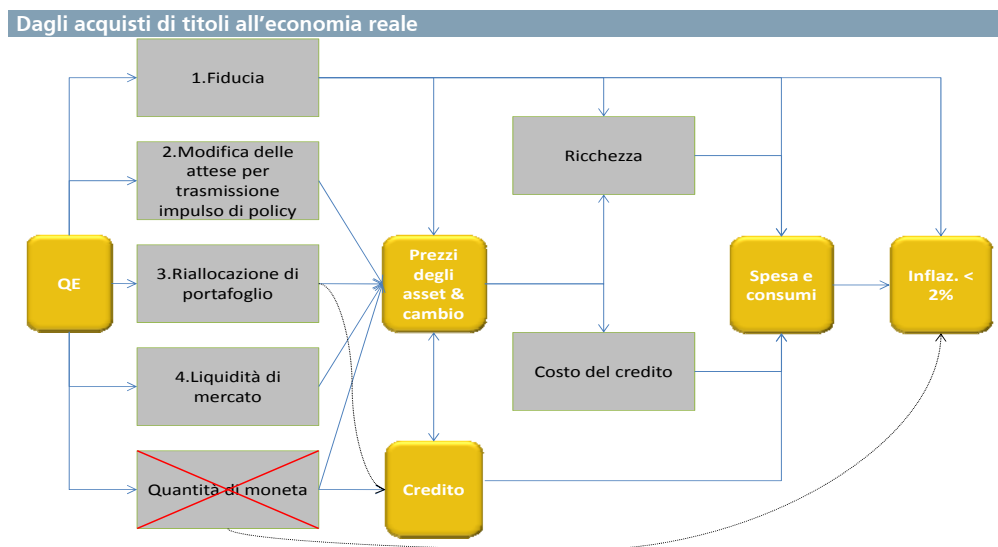 Dagli acquisti di titoli all’economia reale
1.Fiducia
2.Modifica delle
attese per
trasmissione
impulso di policy
Ricchezza
QE
3.Riallocazione di
portafoglio
Prezzi
degli
asset &
cambio
Spesa e
consumi
Inflaz. <
2%
4.Liquidità di
mercato
Costo del credito
Quantità di moneta
Credito